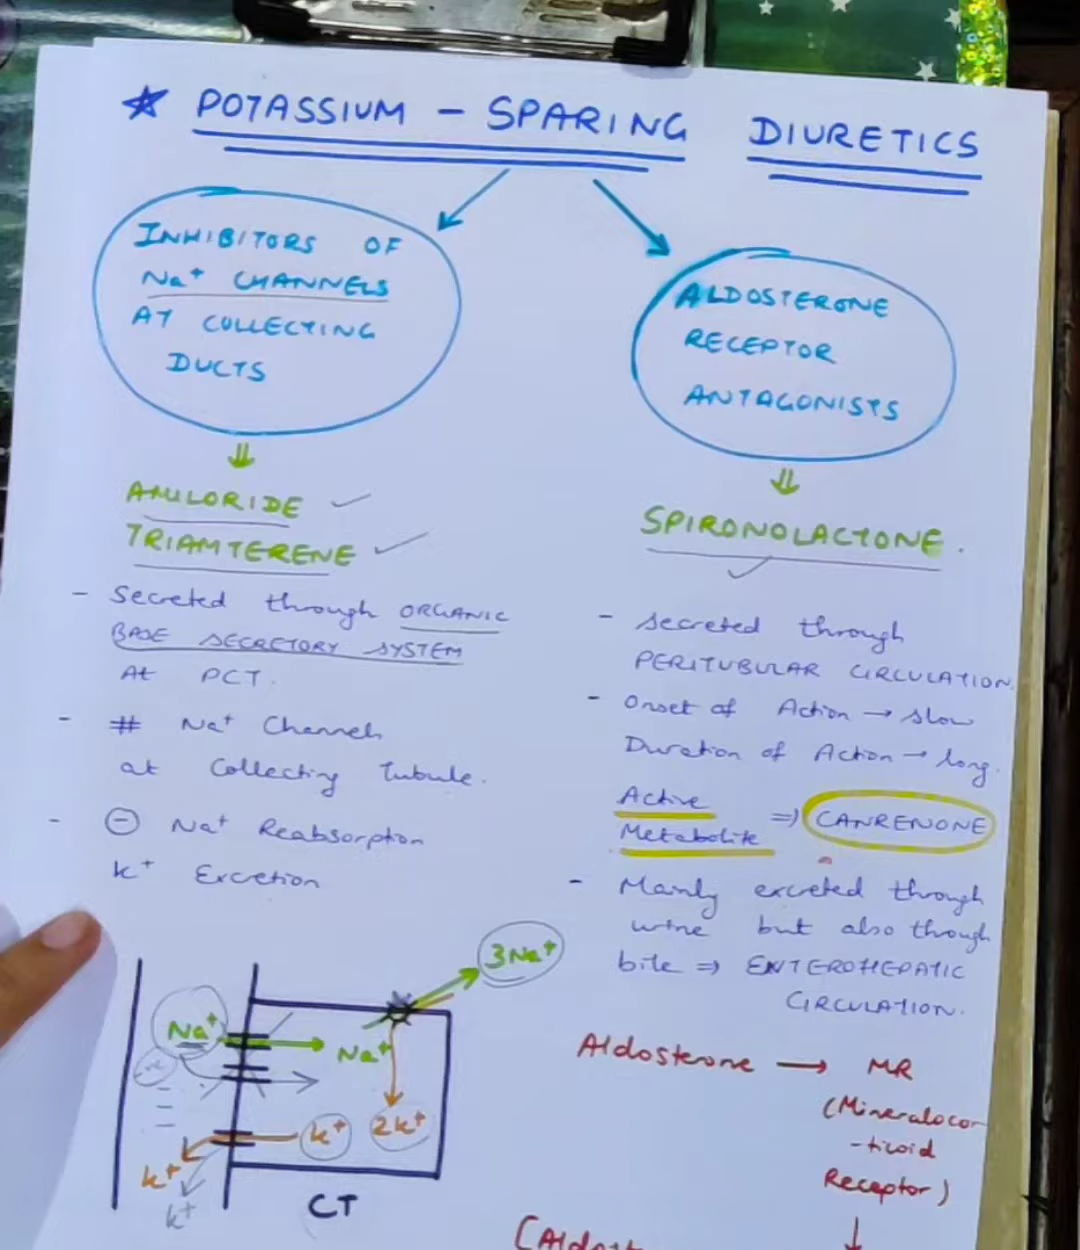 ★ POTASSIUM - SPARING DIURETICS
INHIBITORS OF
Na+ CHANNELS
AT COLLECTING
DUCTS
AMILORIDE ✓
TRIAMTERENE ✓
- Secreted through ORGANIC
BASE SECRETORY SYSTEM
At PCT.
- # Na+ Channels
at Collecting Tubule.
- ⊖ Na+ Reabsorption
K+ Excretion
3Na+
Na+
Na+
K+
2K+
K+
K+
CT
ALDOSTERONE
RECEPTOR
ANTAGONISTS
SPIRONOLACTONE.
✓
- Secreted through
PERITUBULAR CIRCULATION
- Onset of Action → slow
Duration of Action → long.
Active ⇒ CANRENONE
Metabolite
- Mainly excreted through
urine but also through
bile ⇒ ENTEROHEPATIC
CIRCULATION.
Aldosterone → MR
(Mineralocor
-ticoid
Receptor)
↓